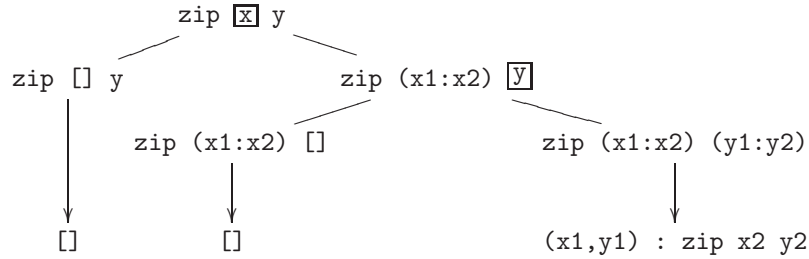 zip x y
zip [] y zip (x1:x2) y
zip (x1:x2) [] zip (x1:x2) (y1:y2)
[] [] (x1,y1) : zip x2 y2